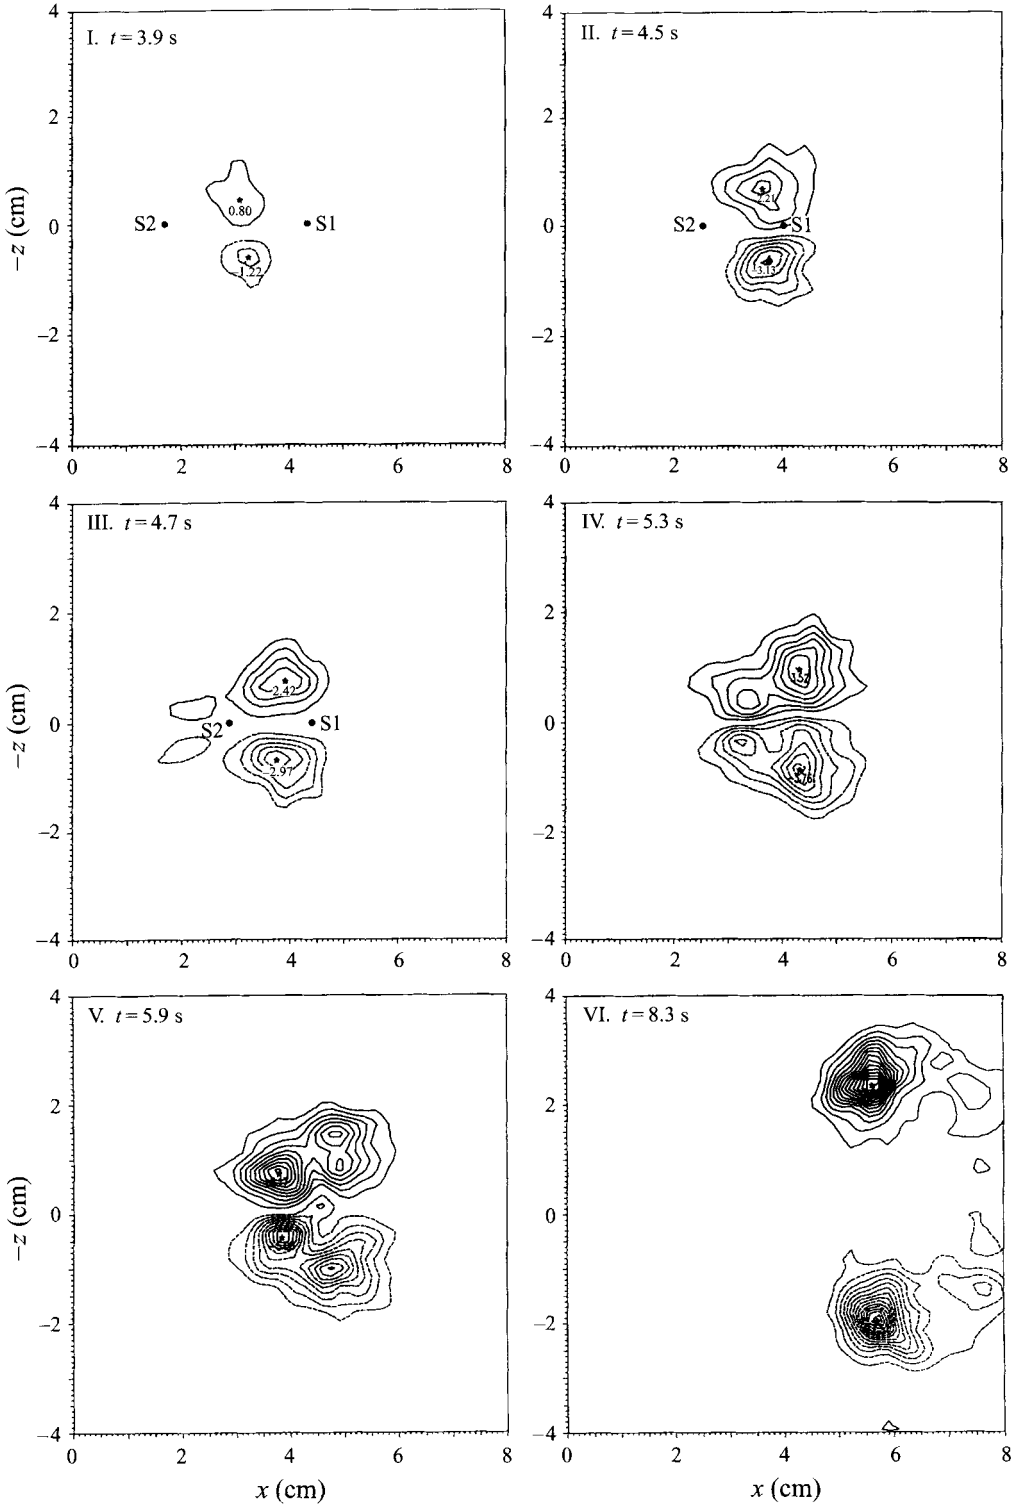 I. t = 3.9 s
II. t = 4.5 s
4
2
0
−2
−4
−z (cm)
0.80
−1.22
S2
S1
0 2 4 6 8
4
2
0
−2
−4
2.21
−3.13
S2
S1
0 2 4 6 8
III. t = 4.7 s
IV. t = 5.3 s
4
2
0
−2
−4
−z (cm)
2.42
−2.97
S2
S1
0 2 4 6 8
4
2
0
−2
−4
0 2 4 6 8
V. t = 5.9 s
VI. t = 8.3 s
4
2
0
−2
−4
−z (cm)
0 2 4 6 8
x (cm)
4
2
0
−2
−4
0 2 4 6 8
x (cm)